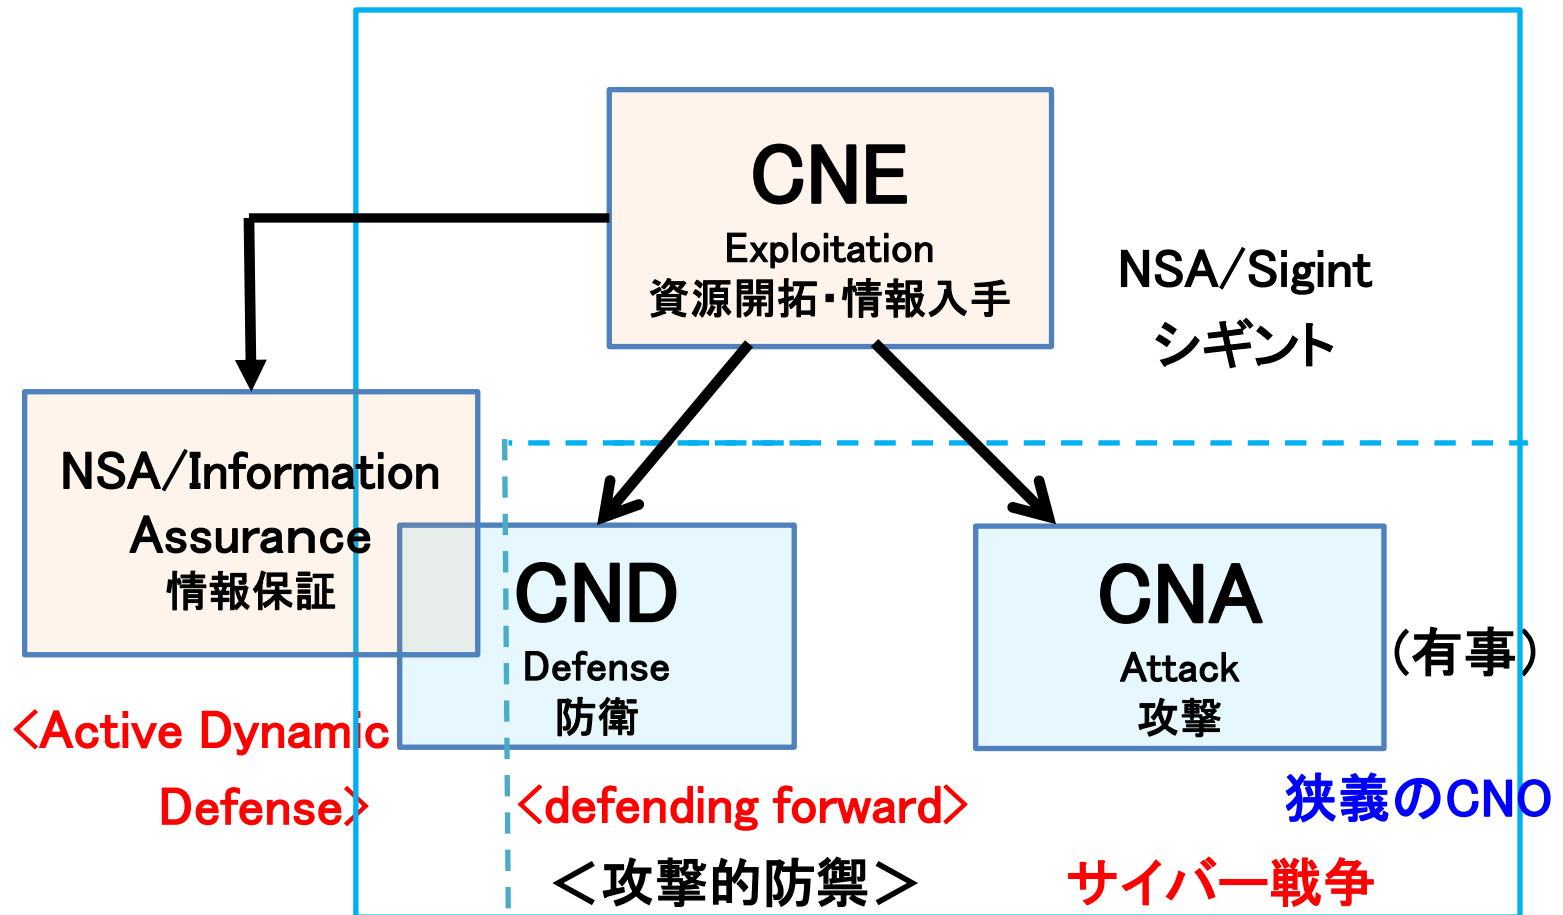 CNE
Exploitation
資源開拓・情報入手
NSA/Sigint
シギント
NSA/Information
Assurance
情報保証
CND
Defense
防衛
CNA
Attack
攻撃
(有事)
<Active Dynamic
Defense>
<defending forward>
狭義のCNO
＜攻撃的防禦＞
サイバー戦争